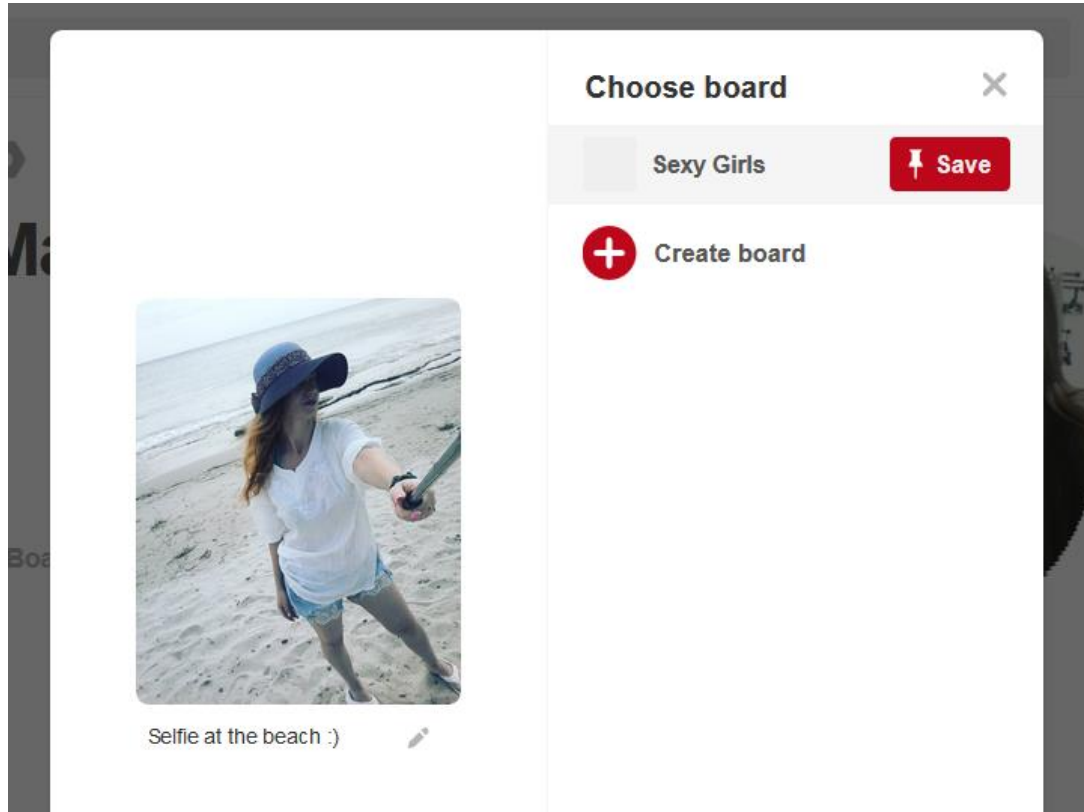 Choose board
Sexy Girls
Save
Create board
Selfie at the beach :)